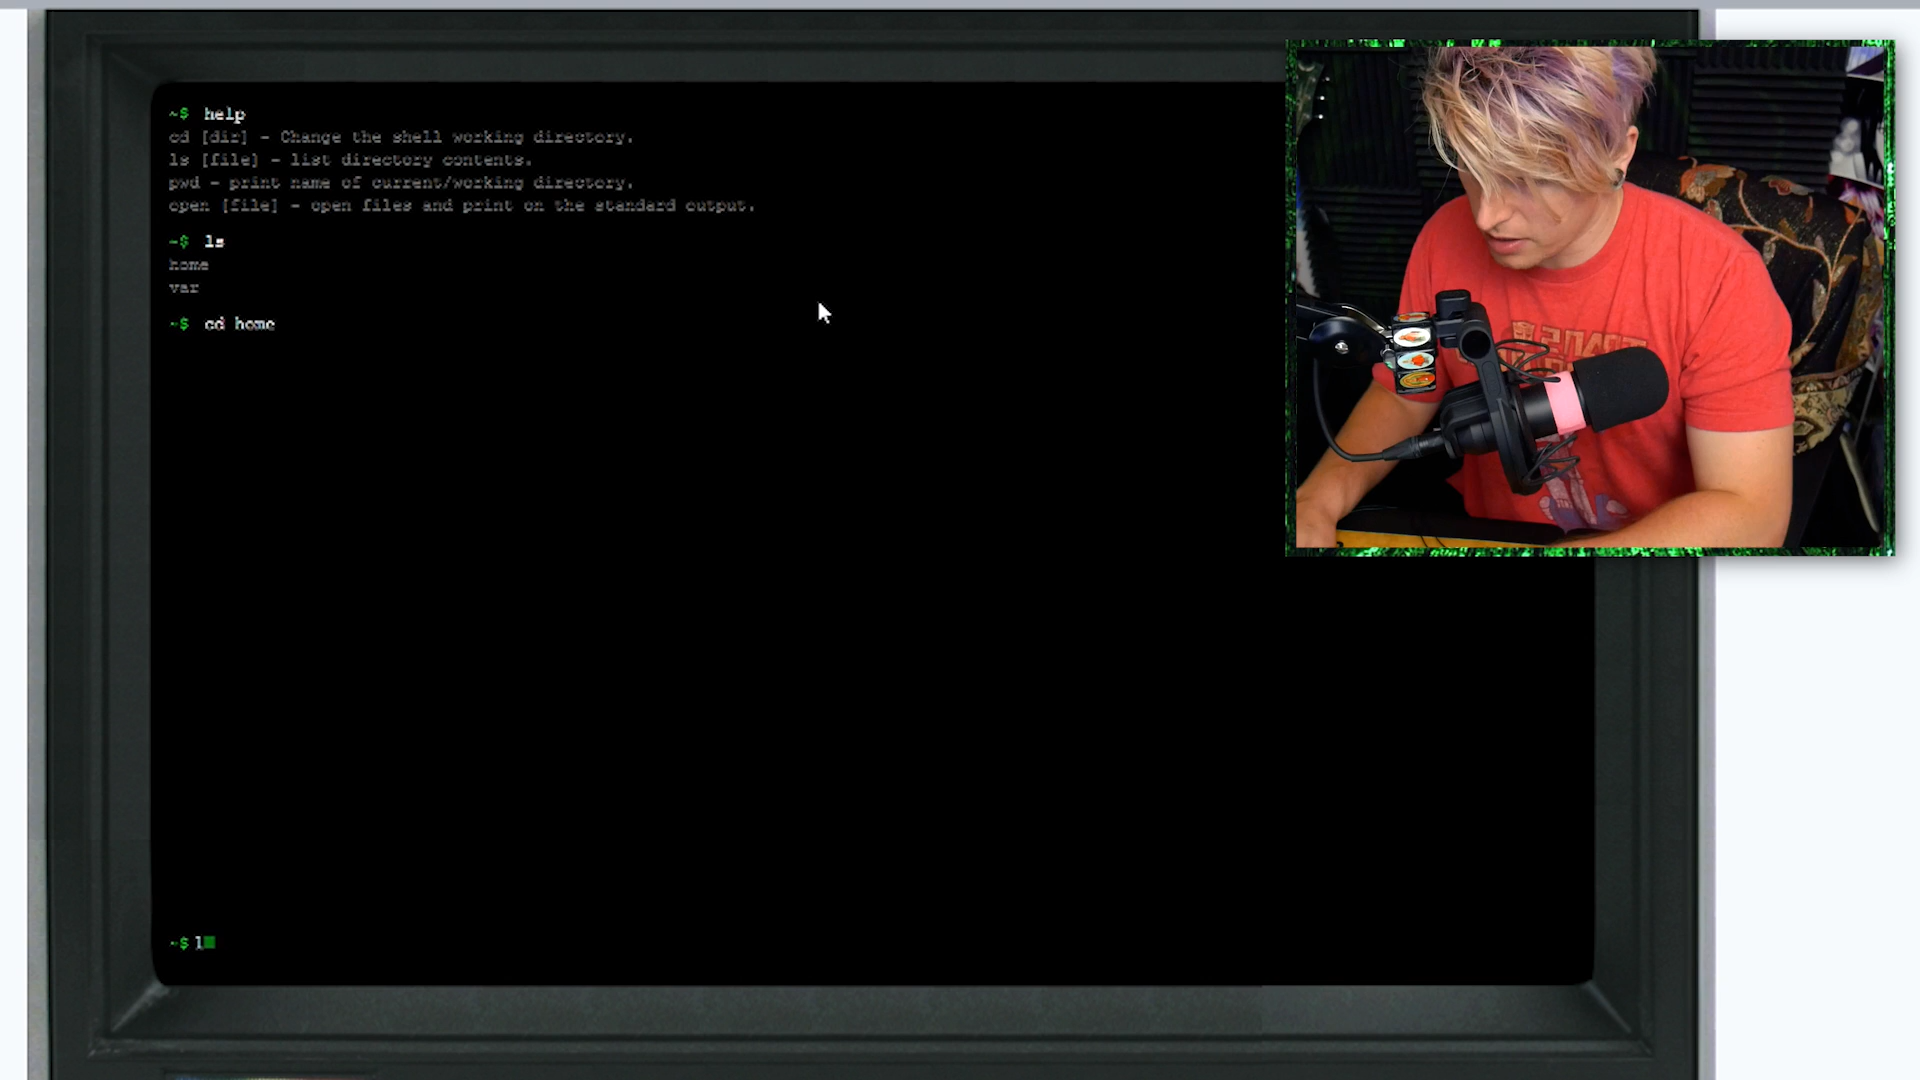 ~$ help
cd [dir] - Change the shell working directory.
ls [file] - list directory contents.
pwd - print name of current/working directory.
open [file] - open files and print on the standard output.
~$ ls
home
var
~$ cd home
~$ l